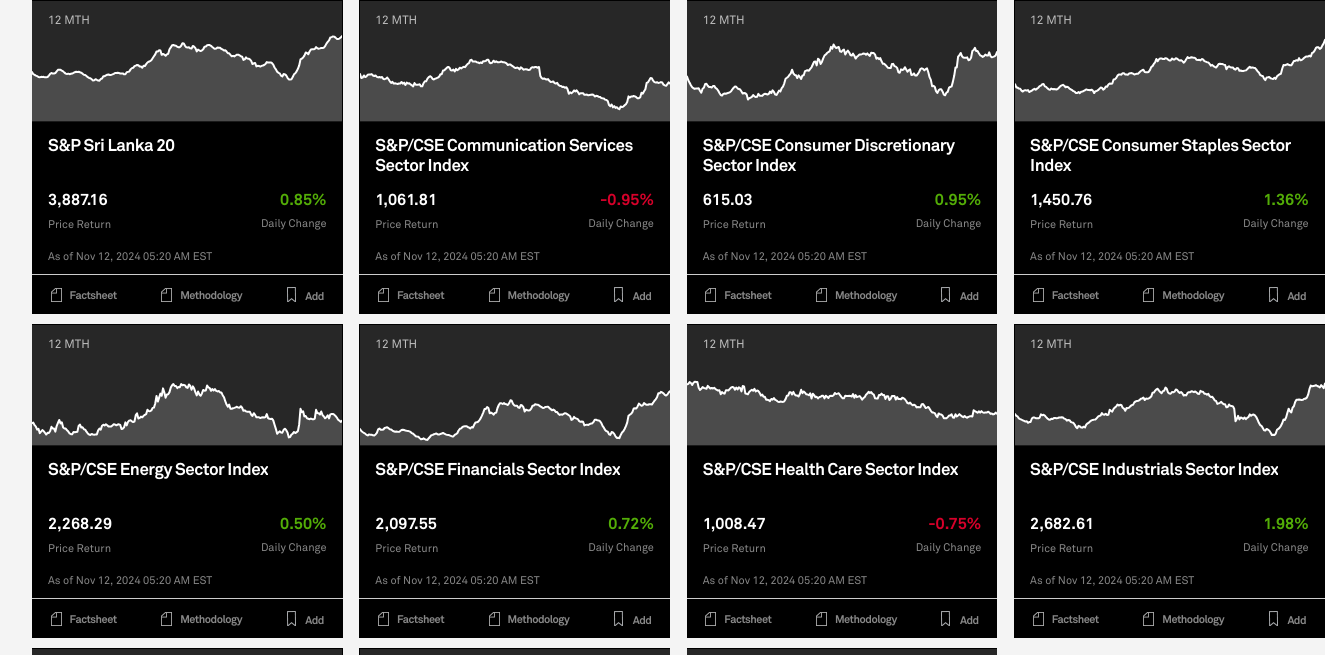 12 MTH
S&P Sri Lanka 20
3,887.16
0.85%
Price Return
Daily Change
As of Nov 12, 2024 05:20 AM EST
Factsheet
Methodology
Add
12 MTH
S&P/CSE Communication Services
Sector Index
1,061.81
-0.95%
Price Return
Daily Change
As of Nov 12, 2024 05:20 AM EST
Factsheet
Methodology
Add
12 MTH
S&P/CSE Consumer Discretionary
Sector Index
615.03
0.95%
Price Return
Daily Change
As of Nov 12, 2024 05:20 AM EST
Factsheet
Methodology
Add
12 MTH
S&P/CSE Consumer Staples Sector
Index
1,450.76
1.36%
Price Return
Daily Change
As of Nov 12, 2024 05:20 AM EST
Factsheet
Methodology
Add
12 MTH
S&P/CSE Energy Sector Index
2,268.29
0.50%
Price Return
Daily Change
As of Nov 12, 2024 05:20 AM EST
Factsheet
Methodology
Add
12 MTH
S&P/CSE Financials Sector Index
2,097.55
0.72%
Price Return
Daily Change
As of Nov 12, 2024 05:20 AM EST
Factsheet
Methodology
Add
12 MTH
S&P/CSE Health Care Sector Index
1,008.47
-0.75%
Price Return
Daily Change
As of Nov 12, 2024 05:20 AM EST
Factsheet
Methodology
Add
12 MTH
S&P/CSE Industrials Sector Index
2,682.61
1.98%
Price Return
Daily Change
As of Nov 12, 2024 05:20 AM EST
Factsheet
Methodology
Add